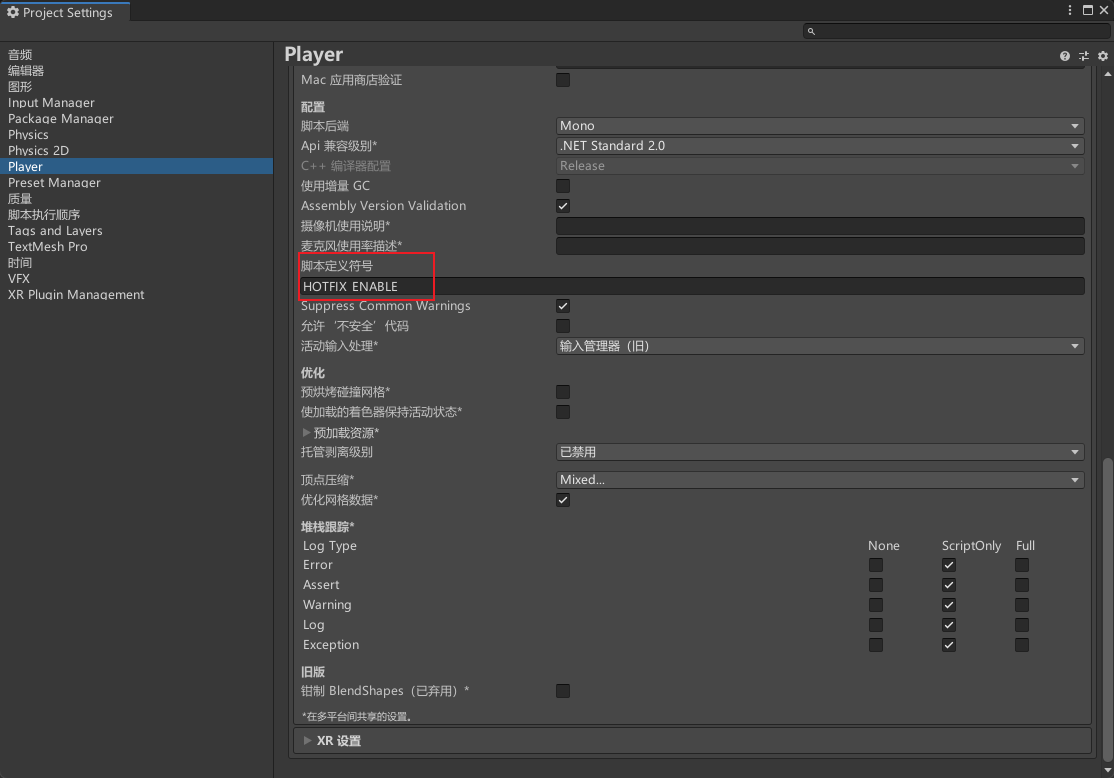 Project Settings
音频
编辑器
图形
Input Manager
Package Manager
Physics
Physics 2D
Player
Preset Manager
质量
脚本执行顺序
Tags and Layers
TextMesh Pro
时间
VFX
XR Plugin Management
Player
Mac 应用商店验证
配置
脚本后端 Mono
Api 兼容级别* .NET Standard 2.0
C++ 编译器配置 Release
使用增量 GC
Assembly Version Validation
摄像机使用说明*
麦克风使用率描述*
脚本定义符号
HOTFIX_ENABLE
Suppress Common Warnings
允许‘不安全’代码
活动输入处理* 输入管理器（旧）
优化
预烘烤碰撞网格*
使加载的着色器保持活动状态*
预加载资源*
托管剥离级别 已禁用
顶点压缩* Mixed...
优化网格数据*
堆栈跟踪*
Log Type None ScriptOnly Full
Error
Assert
Warning
Log
Exception
旧版
钳制 BlendShapes（已弃用）*
*在多平台间共享的设置。
XR 设置